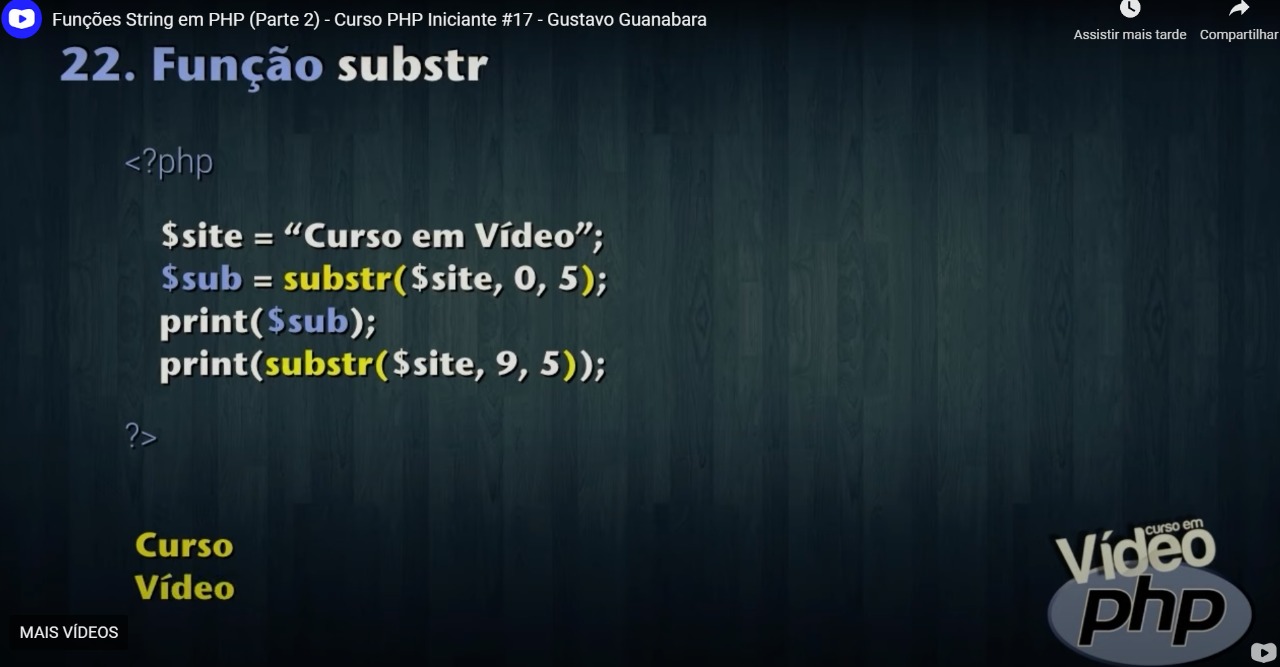 Funções String em PHP (Parte 2) - Curso PHP Iniciante #17 - Gustavo Guanabara
Assistir mais tarde
Compartilhar
22. Função substr
<?php
$site = “Curso em Vídeo”;
$sub = substr($site, 0, 5);
print($sub);
print(substr($site, 9, 5));
?>
Curso
Vídeo
curso em
Vídeo
php
MAIS VÍDEOS